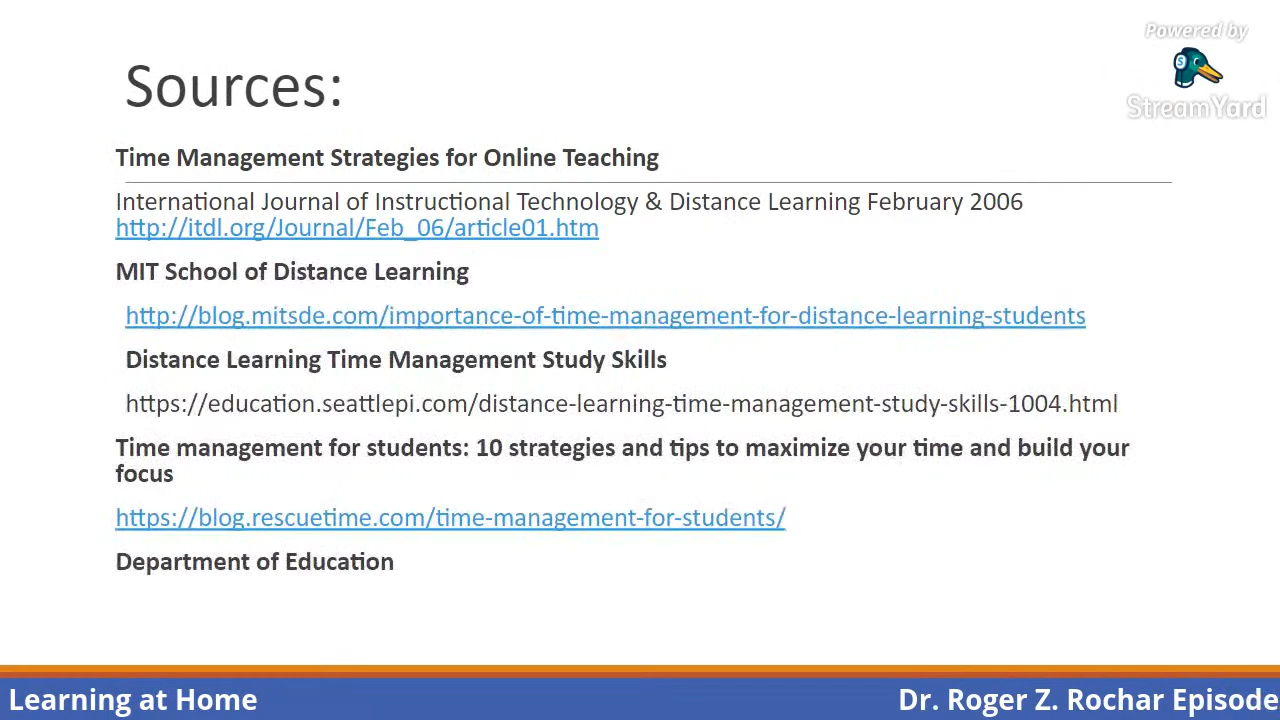 Powered by
StreamYard
Sources:
Time Management Strategies for Online Teaching
International Journal of Instructional Technology & Distance Learning February 2006
http://itdl.org/Journal/Feb_06/article01.htm
MIT School of Distance Learning
http://blog.mitsde.com/importance-of-time-management-for-distance-learning-students
Distance Learning Time Management Study Skills
https://education.seattlepi.com/distance-learning-time-management-study-skills-1004.html
Time management for students: 10 strategies and tips to maximize your time and build your
focus
https://blog.rescuetime.com/time-management-for-students/
Department of Education
Learning at Home
Dr. Roger Z. Rochar Episode